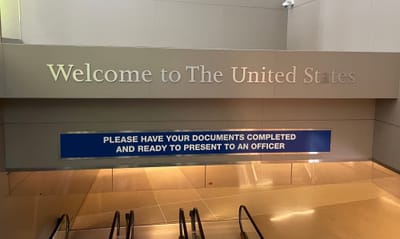 Welcome to The United States
PLEASE HAVE YOUR DOCUMENTS COMPLETED
AND READY TO PRESENT TO AN OFFICER